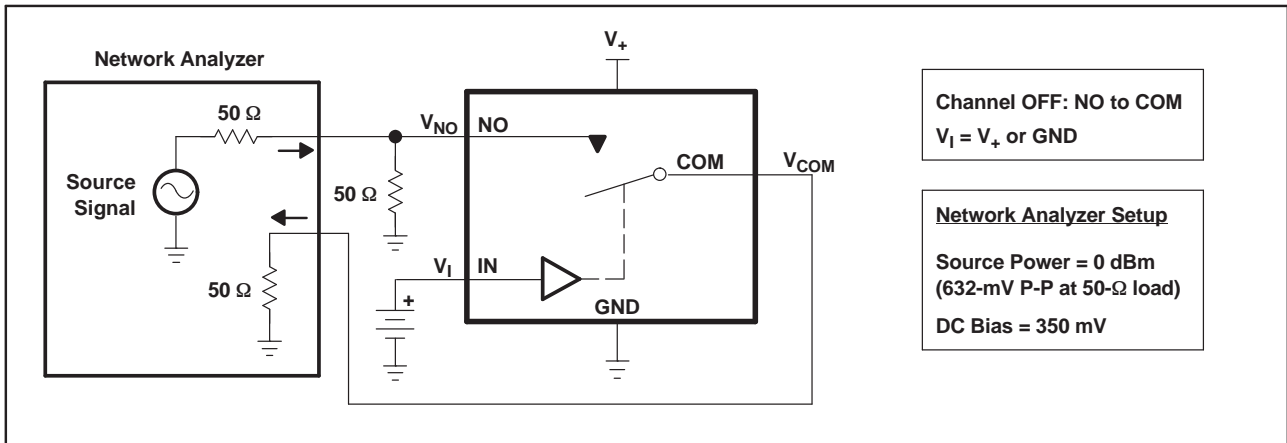 Network Analyzer
50 Ω
Source
Signal
50 Ω
V+
VNO
NO
50 Ω
COM
VCOM
VI
IN
+
GND
Channel OFF: NO to COM
VI = V+ or GND
Network Analyzer Setup
Source Power = 0 dBm
(632-mV P-P at 50-Ω load)
DC Bias = 350 mV